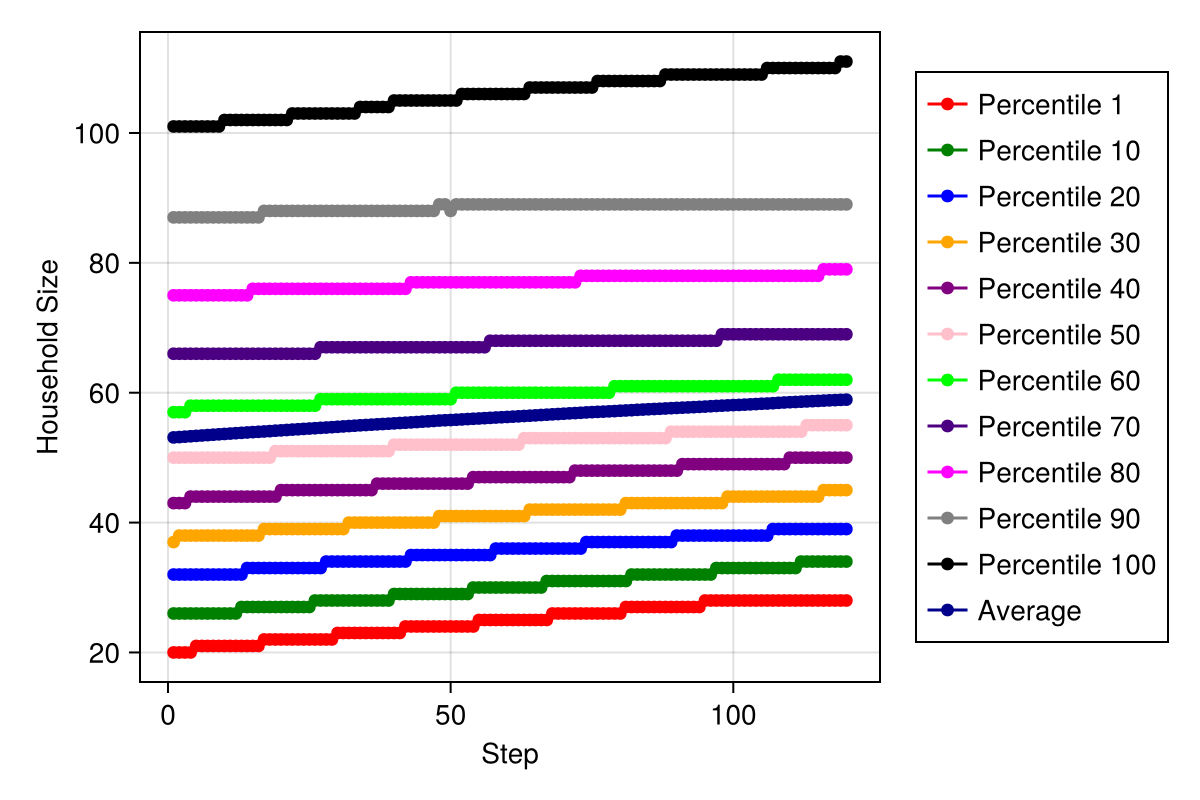 Household Size
100
80
60
40
20
0
50
100
Step
Percentile 1
Percentile 10
Percentile 20
Percentile 30
Percentile 40
Percentile 50
Percentile 60
Percentile 70
Percentile 80
Percentile 90
Percentile 100
Average